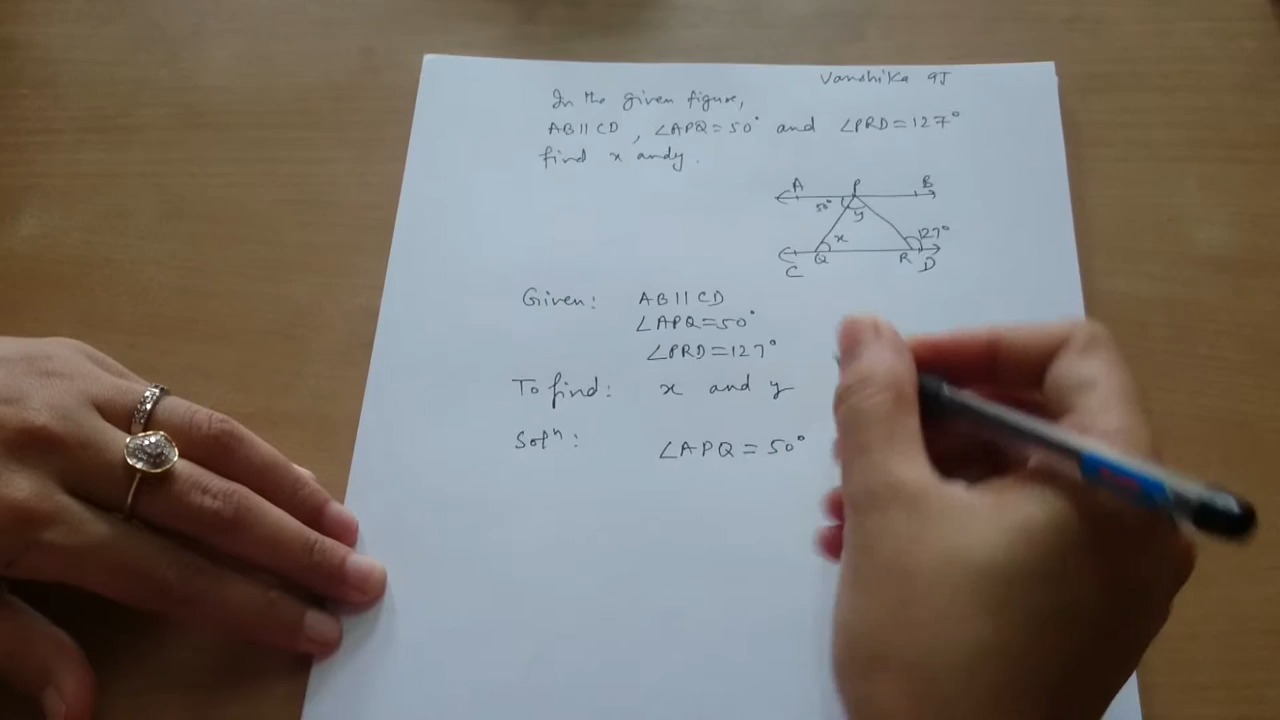 Vanshika 9J
In the given figure,
AB || CD, ∠APQ = 50° and ∠PRD = 127°
find x and y.
A P B
50° y
x 127°
C Q R D
Given: AB || CD
∠APQ = 50°
∠PRD = 127°
To find: x and y
Solⁿ: ∠APQ = 50°